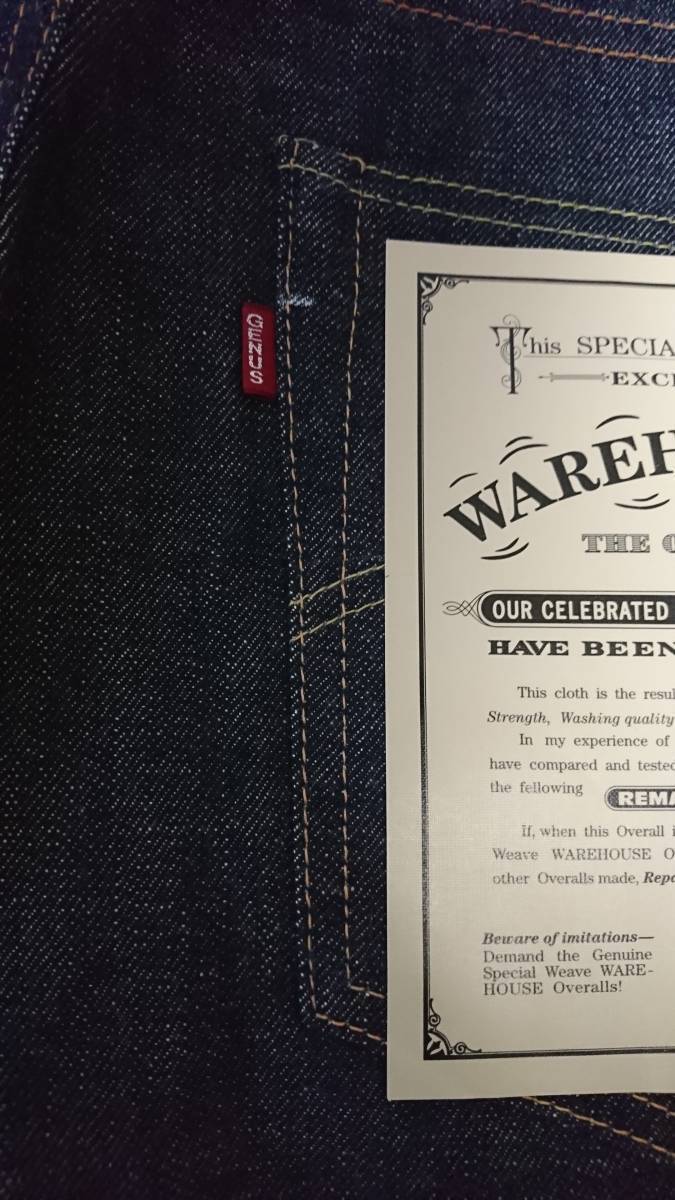 GENUS
This SPECIA
EXC
WAREH
THE
OUR CELEBRATED
HAVE BEEN
This cloth is the resul
Strength, Washing quality
In my experience of
have compared and tested
the fellowing REMA
If, when this Overall i
Weave WAREHOUSE O
other Overalls made, Repo
Beware of imitations—
Demand the Genuine
Special Weave WARE-
HOUSE Overalls!